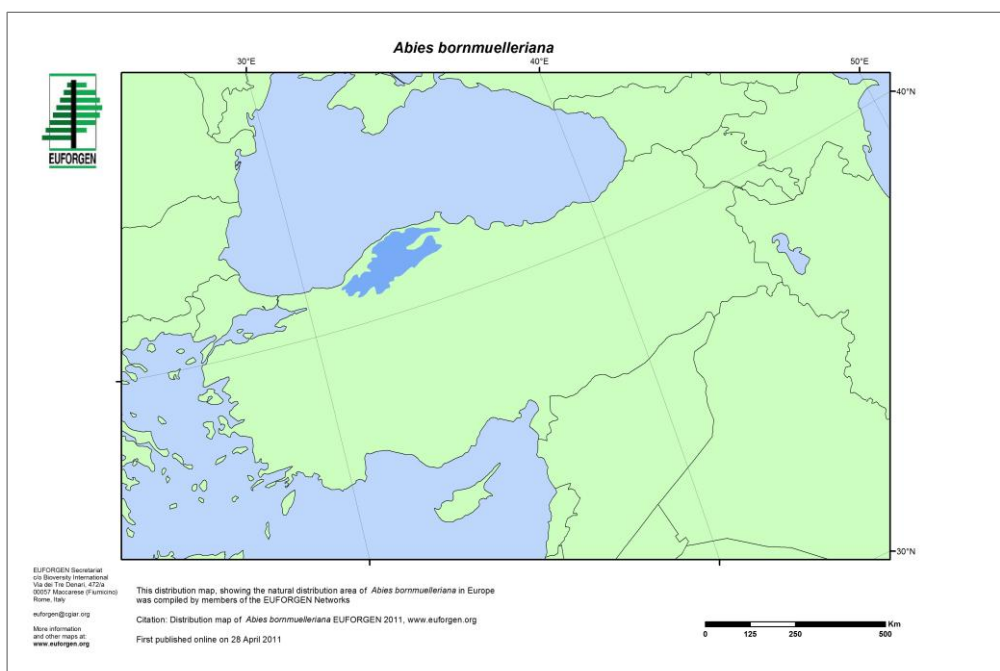 Abies bornmuelleriana
30°E
40°E
50°E
40°N
EUFORGEN
30°N
EUFORGEN Secretariat
c/o Bioversity International
Via dei Tre Denari, 472/a
00057 Maccarese (Fiumicino)
Rome, Italy
euforgen@cgiar.org
More information
and other maps at:
www.euforgen.org
This distribution map, showing the natural distribution area of Abies bornmuelleriana in Europe
was compiled by members of the EUFORGEN Networks
Citation: Distribution map of Abies bornmuelleriana EUFORGEN 2011, www.euforgen.org
First published online on 28 April 2011
Km
0 125 250 500